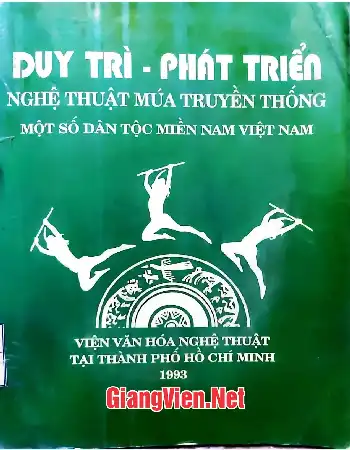 DUY TRÌ - PHÁT TRIỂN
NGHỆ THUẬT MÚA TRUYỀN THỐNG
MỘT SỐ DÂN TỘC MIỀN NAM VIỆT NAM
VIỆN VĂN HÓA NGHỆ THUẬT
TẠI THÀNH PHỐ HỒ CHÍ MINH
1993
GiangVien.Net